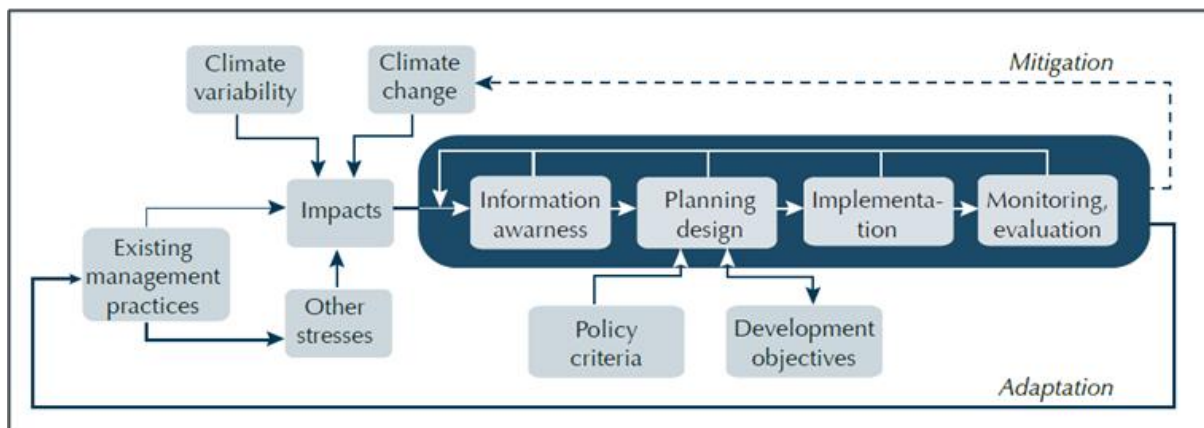 Climate
variability
Climate
change
Mitigation
Impacts
Information
awarness
Planning
design
Implementa-
tion
Monitoring,
evaluation
Existing
management
practices
Other
stresses
Policy
criteria
Development
objectives
Adaptation